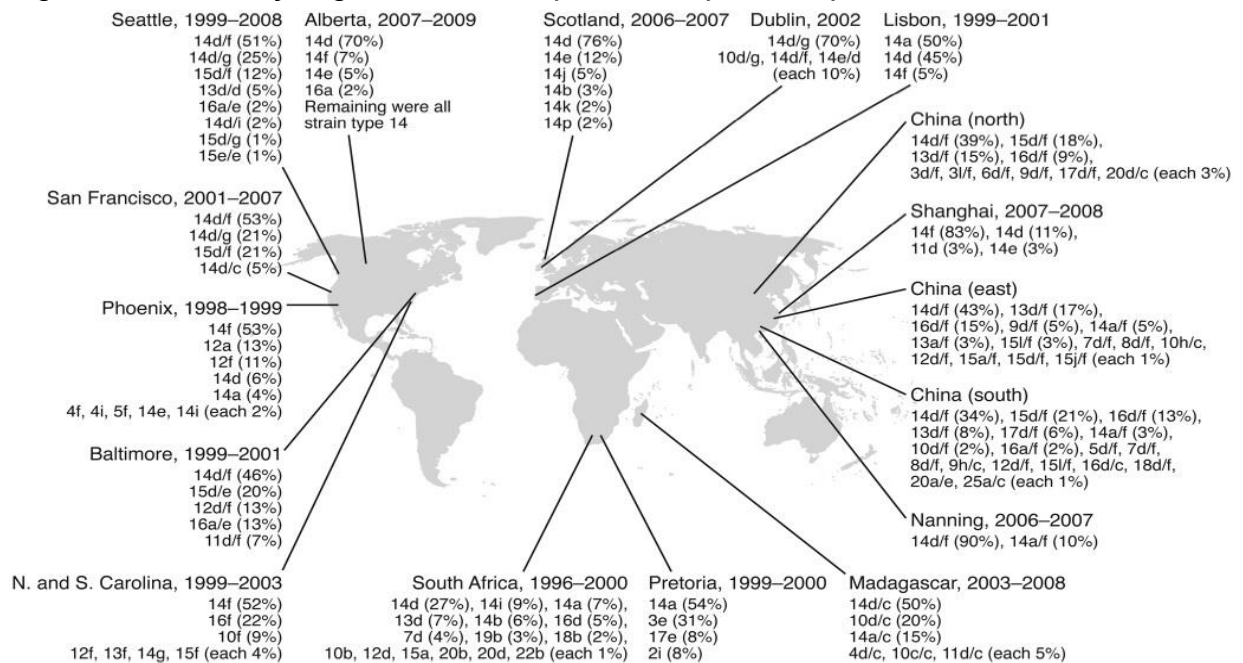 Seattle, 1999–2008
14d/f (51%)
14d/g (25%)
15d/f (12%)
13d/d (5%)
16a/e (2%)
14d/i (2%)
15d/g (1%)
15e/e (1%)
Alberta, 2007–2009
14d (70%)
14f (7%)
14e (5%)
16a (2%)
Remaining were all
strain type 14
Scotland, 2006–2007
14d (76%)
14e (12%)
14j (5%)
14b (3%)
14k (2%)
14p (2%)
Dublin, 2002
14d/g (70%)
10d/g, 14d/f, 14e/d
(each 10%)
Lisbon, 1999–2001
14a (50%)
14d (45%)
14f (5%)
China (north)
14d/f (39%), 15d/f (18%),
13d/f (15%), 16d/f (9%),
3d/f, 3l/f, 6d/f, 9d/f, 17d/f, 20d/c (each 3%)
San Francisco, 2001–2007
14d/f (53%)
14d/g (21%)
15d/f (21%)
14d/c (5%)
Shanghai, 2007–2008
14f (83%), 14d (11%),
11d (3%), 14e (3%)
China (east)
14d/f (43%), 13d/f (17%),
16d/f (15%), 9d/f (5%), 14a/f (5%),
13a/f (3%), 15l/f (3%), 7d/f, 8d/f, 10h/c,
12d/f, 15a/f, 15d/f, 15j/f (each 1%)
Phoenix, 1998–1999
14f (53%)
12a (13%)
12f (11%)
14d (6%)
14a (4%)
4f, 4i, 5f, 14e, 14i (each 2%)
China (south)
14d/f (34%), 15d/f (21%), 16d/f (13%),
13d/f (8%), 17d/f (6%), 14a/f (3%),
10d/f (2%), 16a/f (2%), 5d/f, 7d/f,
8d/f, 9h/c, 12d/f, 15l/f, 16d/c, 18d/f,
20a/e, 25a/c (each 1%)
Baltimore, 1999–2001
14d/f (46%)
15d/e (20%)
12d/f (13%)
16a/e (13%)
11d/f (7%)
Nanning, 2006–2007
14d/f (90%), 14a/f (10%)
N. and S. Carolina, 1999–2003
14f (52%)
16f (22%)
10f (9%)
12f, 13f, 14g, 15f (each 4%)
South Africa, 1996–2000
14d (27%), 14i (9%), 14a (7%),
13d (7%), 14b (6%), 16d (5%),
7d (4%), 19b (3%), 18b (2%),
10b, 12d, 15a, 20b, 20d, 22b (each 1%)
Pretoria, 1999–2000
14a (54%)
3e (31%)
17e (8%)
2i (8%)
Madagascar, 2003–2008
14d/c (50%)
10d/c (20%)
14a/c (15%)
4d/c, 10c/c, 11d/c (each 5%)